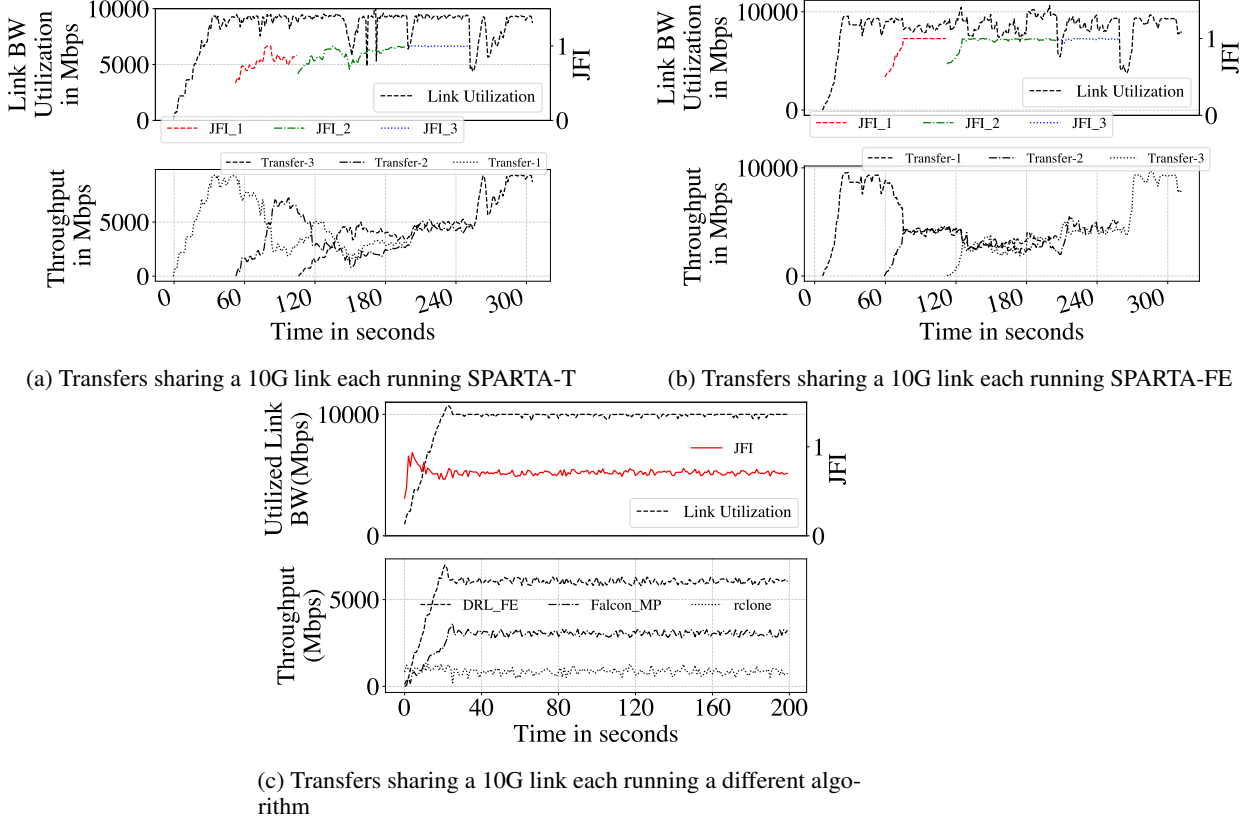 10000
5000
0
Link BW
Utilization
in Mbps
1
0
JFI
Link Utilization
JFI_1 JFI_2 JFI_3
Transfer-3 Transfer-2 Transfer-1
5000
0
Throughput
in Mbps
0 60 120 180 240 300
Time in seconds
(a) Transfers sharing a 10G link each running SPARTA-T
10000
0
Link BW
Utilization
in Mbps
1
0
JFI
Link Utilization
JFI_1 JFI_2 JFI_3
Transfer-1 Transfer-2 Transfer-3
10000
5000
0
Throughput
in Mbps
0 60 120 180 240 300
Time in seconds
(b) Transfers sharing a 10G link each running SPARTA-FE
10000
0
Utilized Link
BW(Mbps)
1
0
JFI
JFI
Link Utilization
5000
0
Throughput
(Mbps)
DRL_FE Falcon_MP rclone
0 40 80 120 160 200
Time in seconds
(c) Transfers sharing a 10G link each running a different algo-
rithm